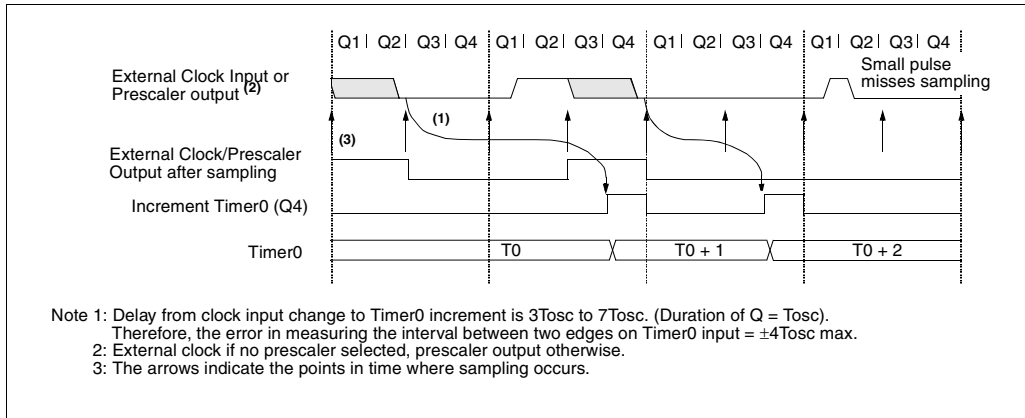 Q1| Q2| Q3| Q4| Q1| Q2| Q3| Q4| Q1| Q2| Q3| Q4| Q1| Q2| Q3| Q4|
External Clock Input or
Prescaler output (2)
Small pulse
misses sampling
(1)
(3)
External Clock/Prescaler
Output after sampling
Increment Timer0 (Q4)
Timer0
T0
T0 + 1
T0 + 2
Note 1: Delay from clock input change to Timer0 increment is 3Tosc to 7Tosc. (Duration of Q = Tosc).
Therefore, the error in measuring the interval between two edges on Timer0 input = ±4Tosc max.
2: External clock if no prescaler selected, prescaler output otherwise.
3: The arrows indicate the points in time where sampling occurs.